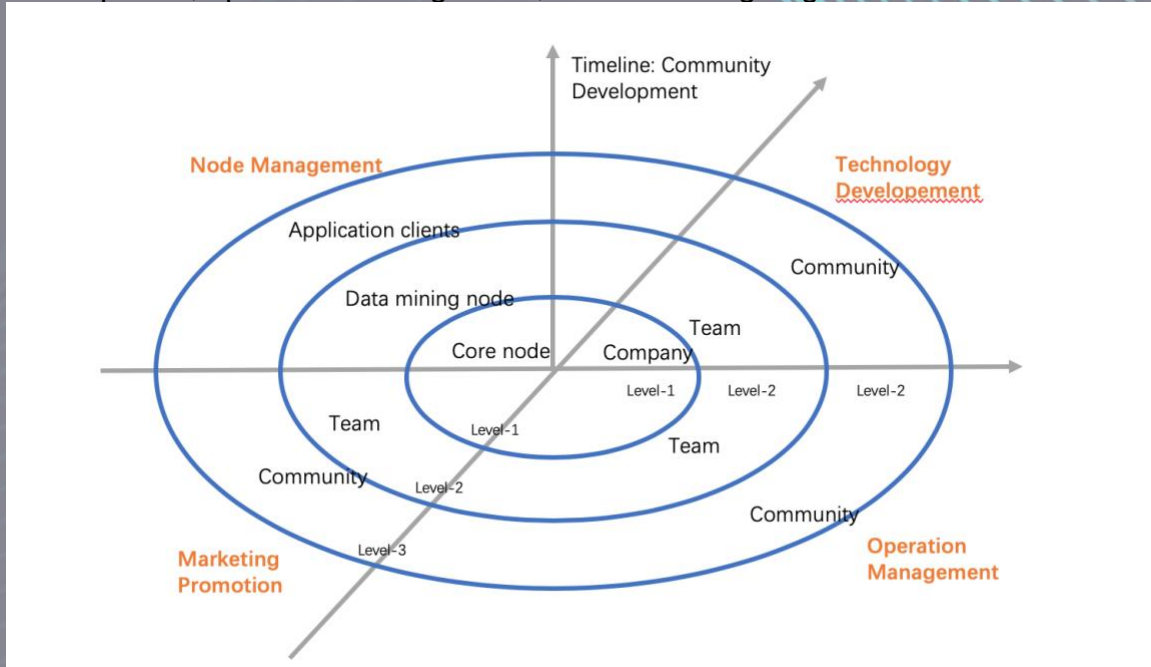 Timeline: Community
Development
Node Management
Technology
Developement
Application clients
Community
Data mining node
Team
Core node
Company
Level-1
Level-2
Level-2
Team
Level-1
Team
Community
Level-2
Community
Level-3
Marketing
Promotion
Operation
Management